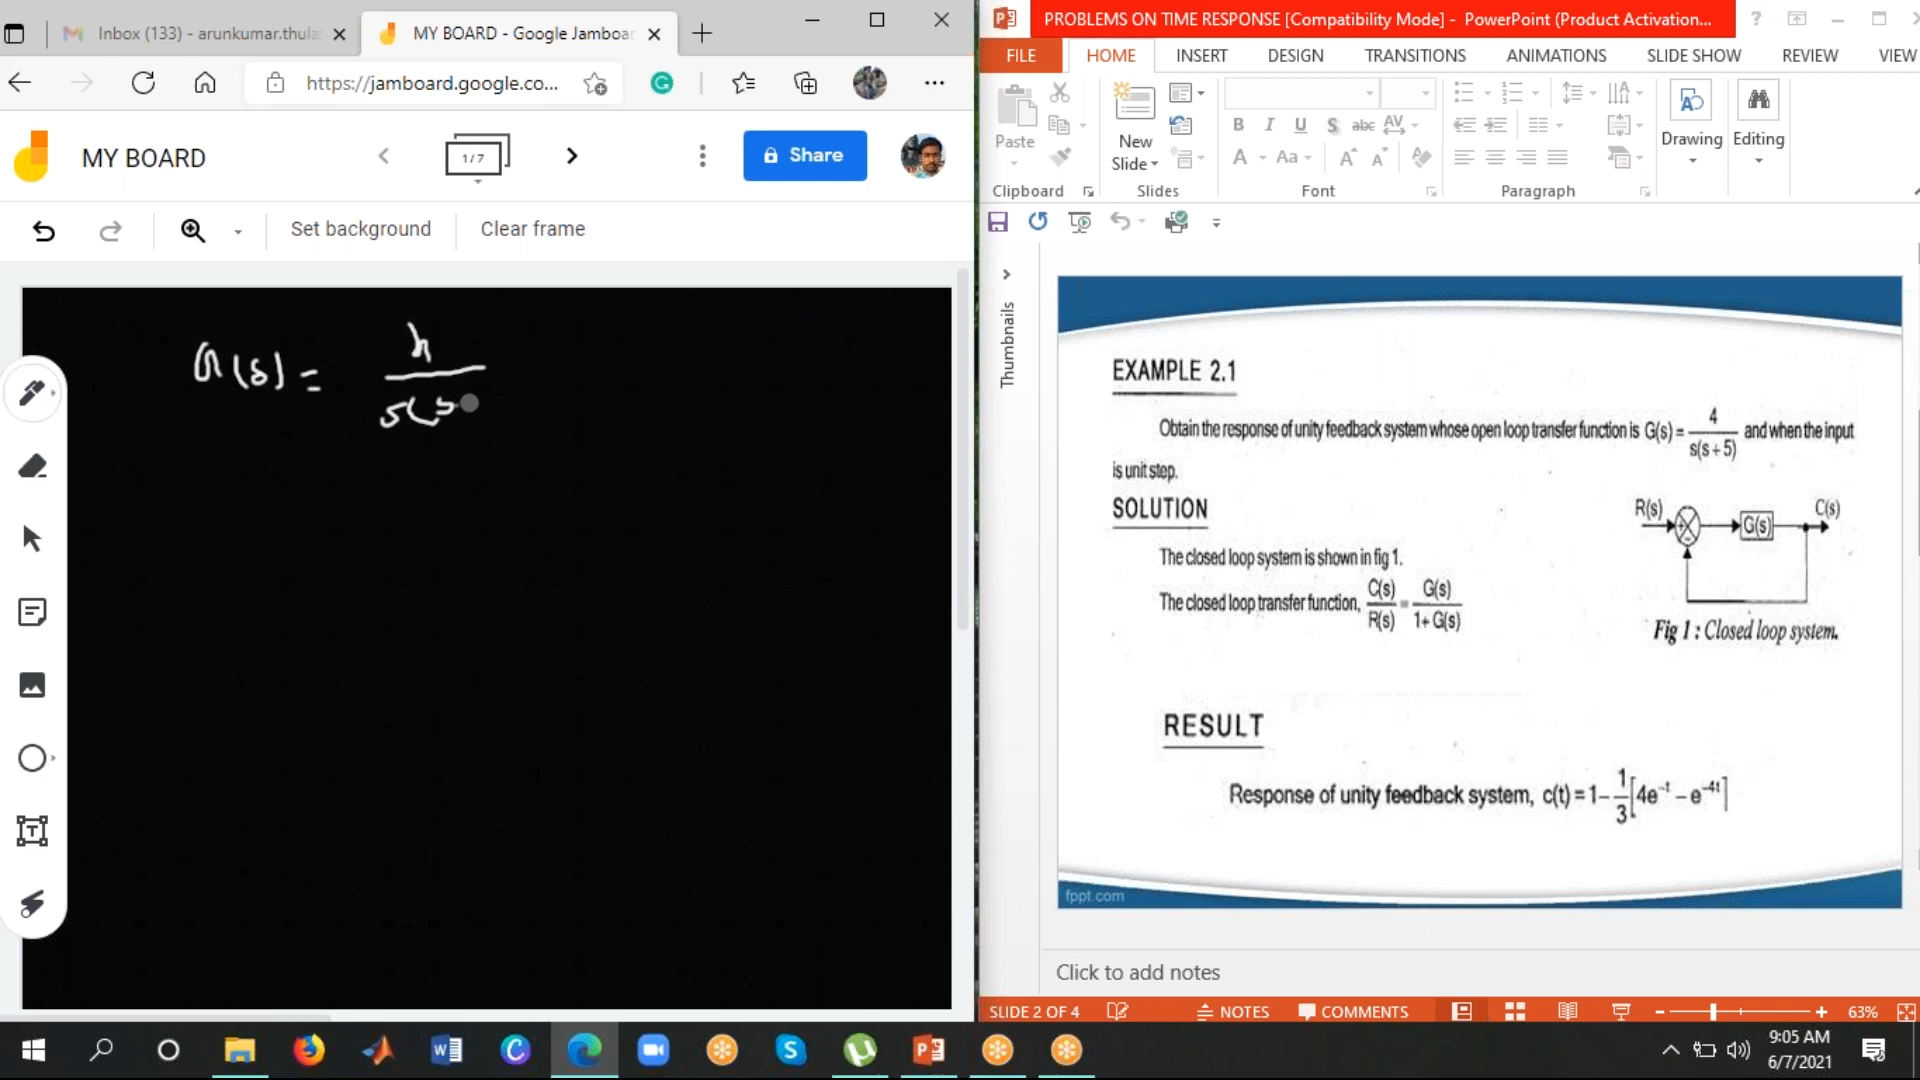 Inbox (133) - arunkumar.thula
MY BOARD - Google Jamboar
https://jamboard.google.co...
MY BOARD
1/7
Share
Set background
Clear frame
G(s) =
s(s
PROBLEMS ON TIME RESPONSE [Compatibility Mode] - PowerPoint (Product Activation...
FILE HOME INSERT DESIGN TRANSITIONS ANIMATIONS SLIDE SHOW REVIEW VIEW
Paste
New Slide
Drawing
Editing
B I U S abc AV
A Aa A A
Clipboard Slides Font Paragraph
Thumbnails
EXAMPLE 2.1
Obtain the response of unity feedback system whose open loop transfer function is G(s) = 4 / s(s + 5) and when the input
is unit step.
SOLUTION
R(s) G(s) C(s)
The closed loop system is shown in fig 1.
The closed loop transfer function, C(s)/R(s) = G(s)/1+ G(s)
Fig 1 : Closed loop system.
RESULT
Response of unity feedback system, c(t) = 1 – 1/3 [4e⁻ᵗ – e⁻⁴ᵗ]
fppt.com
Click to add notes
SLIDE 2 OF 4
NOTES
COMMENTS
63%
9:05 AM
6/7/2021